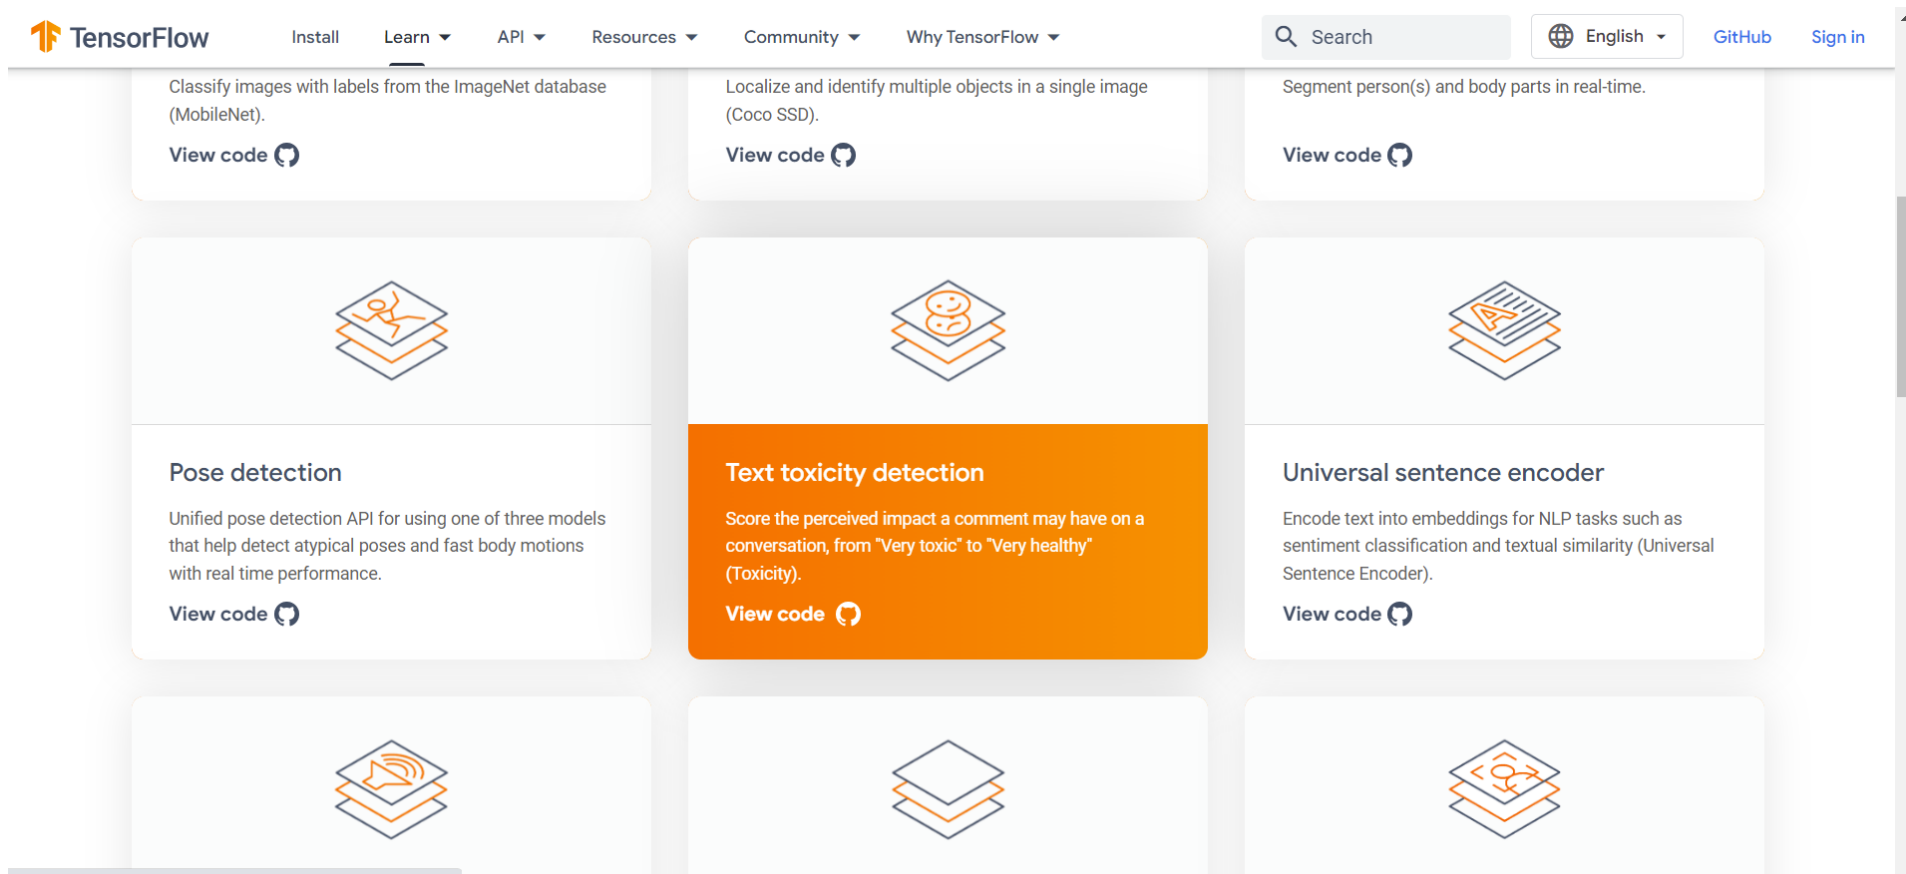 TensorFlow Install Learn API Resources Community Why TensorFlow Search English GitHub Sign in
Classify images with labels from the ImageNet database
(MobileNet).
View code
Localize and identify multiple objects in a single image
(Coco SSD).
View code
Segment person(s) and body parts in real-time.
View code
Pose detection
Unified pose detection API for using one of three models
that help detect atypical poses and fast body motions
with real time performance.
View code
Text toxicity detection
Score the perceived impact a comment may have on a
conversation, from "Very toxic" to "Very healthy"
(Toxicity).
View code
Universal sentence encoder
Encode text into embeddings for NLP tasks such as
sentiment classification and textual similarity (Universal
Sentence Encoder).
View code